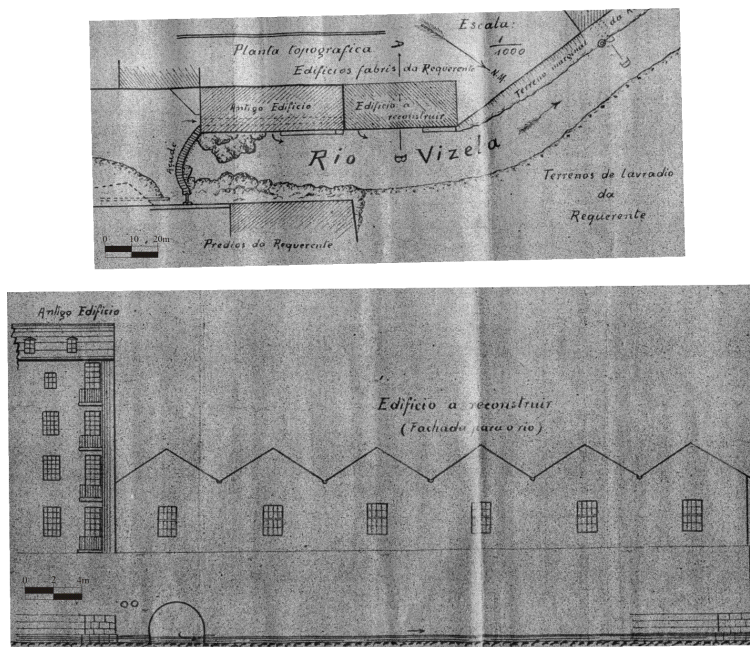 Escala:
1
1000
Planta topografica
A
Edificios fabris da Requerente
N.M.
Terreno marginal da
Antigo Edificio
Edificio a
reconstruir
Açude
Rio Vizela
B
Terrenos de lavradio
da
Requerente
0 10 20m
Predios da Requerente
Antigo Edificio
Edificio a reconstruir
(Fachada para o rio)
0 2 4m